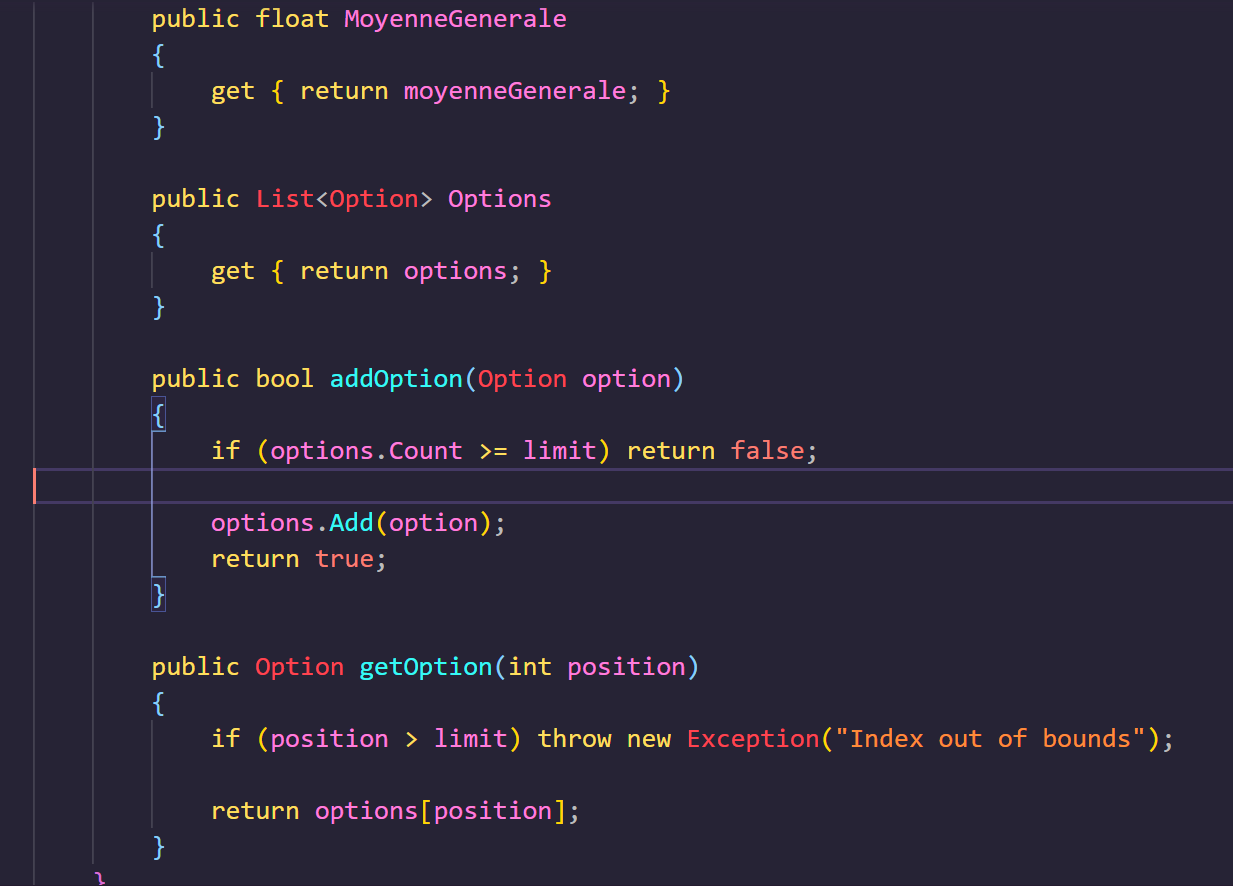 public float MoyenneGenerale
{
get { return moyenneGenerale; }
}
public List<Option> Options
{
get { return options; }
}
public bool addOption(Option option)
{
if (options.Count >= limit) return false;
options.Add(option);
return true;
}
public Option getOption(int position)
{
if (position > limit) throw new Exception("Index out of bounds");
return options[position];
}
}